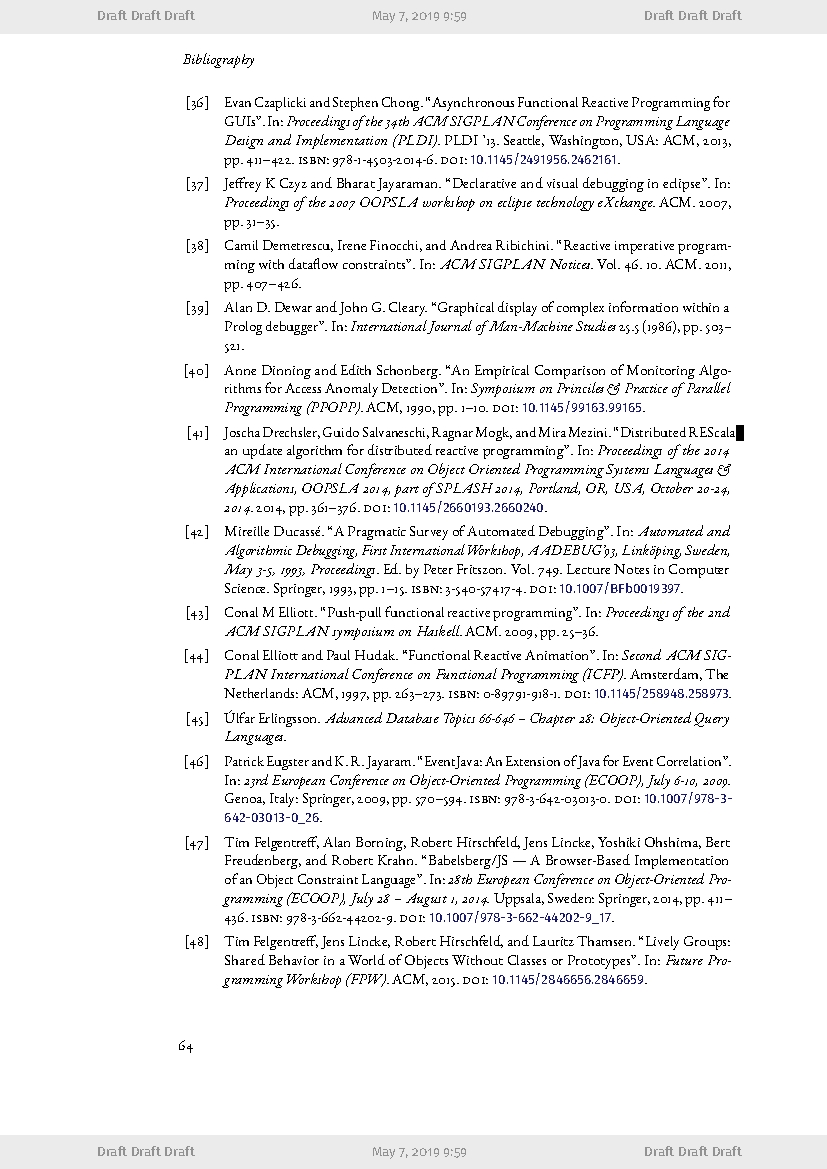 Draft Draft Draft May 7, 2019 9:59 Draft Draft Draft
Bibliography
[36] Evan Czaplicki and Stephen Chong. “Asynchronous Functional Reactive Programming for
GUIs”. In: Proceedings of the 34th ACM SIGPLAN Conference on Programming Language
Design and Implementation (PLDI). PLDI ’13. Seattle, Washington, USA: ACM, 2013,
pp. 411–422. ISBN: 978-1-4503-2014-6. DOI: 10.1145/2491956.2462161.
[37] Jeffrey K Czyz and Bharat Jayaraman. “Declarative and visual debugging in eclipse”. In:
Proceedings of the 2007 OOPSLA workshop on eclipse technology eXchange. ACM. 2007,
pp. 31–35.
[38] Camil Demetrescu, Irene Finocchi, and Andrea Ribichini. “Reactive imperative program-
ming with dataflow constraints”. In: ACM SIGPLAN Notices. Vol. 46. 10. ACM. 2011,
pp. 407–426.
[39] Alan D. Dewar and John G. Cleary. “Graphical display of complex information within a
Prolog debugger”. In: International Journal of Man-Machine Studies 25.5 (1986), pp. 503–
521.
[40] Anne Dinning and Edith Schonberg. “An Empirical Comparison of Monitoring Algo-
rithms for Access Anomaly Detection”. In: Symposium on Princiles & Practice of Parallel
Programming (PPOPP). ACM, 1990, pp. 1–10. DOI: 10.1145/99163.99165.
[41] Joscha Drechsler, Guido Salvaneschi, Ragnar Mogk, and Mira Mezini. “Distributed REScala
an update algorithm for distributed reactive programming”. In: Proceedings of the 2014
ACM International Conference on Object Oriented Programming Systems Languages &
Applications, OOPSLA 2014, part of SPLASH 2014, Portland, OR, USA, October 20-24,
2014. 2014, pp. 361–376. DOI: 10.1145/2660193.2660240.
[42] Mireille Ducassé. “A Pragmatic Survey of Automated Debugging”. In: Automated and
Algorithmic Debugging, First International Workshop, AADEBUG’93, Linköping, Sweden,
May 3-5, 1993, Proceedings. Ed. by Peter Fritszon. Vol. 749. Lecture Notes in Computer
Science. Springer, 1993, pp. 1–15. ISBN: 3-540-57417-4. DOI: 10.1007/BFb0019397.
[43] Conal M Elliott. “Push-pull functional reactive programming”. In: Proceedings of the 2nd
ACM SIGPLAN symposium on Haskell. ACM. 2009, pp. 25–36.
[44] Conal Elliott and Paul Hudak. “Functional Reactive Animation”. In: Second ACM SIG-
PLAN International Conference on Functional Programming (ICFP). Amsterdam, The
Netherlands: ACM, 1997, pp. 263–273. ISBN: 0-89791-918-1. DOI: 10.1145/258948.258973.
[45] Úlfar Erlingsson. Advanced Database Topics 66-646 – Chapter 28: Object-Oriented Query
Languages.
[46] Patrick Eugster and K. R. Jayaram. “EventJava: An Extension of Java for Event Correlation”.
In: 23rd European Conference on Object-Oriented Programming (ECOOP), July 6-10, 2009.
Genoa, Italy: Springer, 2009, pp. 570–594. ISBN: 978-3-642-03013-0. DOI: 10.1007/978-3-
642-03013-0_26.
[47] Tim Felgentreff, Alan Borning, Robert Hirschfeld, Jens Lincke, Yoshiki Ohshima, Bert
Freudenberg, and Robert Krahn. “Babelsberg/JS — A Browser-Based Implementation
of an Object Constraint Language”. In: 28th European Conference on Object-Oriented Pro-
gramming (ECOOP), July 28 – August 1, 2014. Uppsala, Sweden: Springer, 2014, pp. 411–
436. ISBN: 978-3-662-44202-9. DOI: 10.1007/978-3-662-44202-9_17.
[48] Tim Felgentreff, Jens Lincke, Robert Hirschfeld, and Lauritz Thamsen. “Lively Groups:
Shared Behavior in a World of Objects Without Classes or Prototypes”. In: Future Pro-
gramming Workshop (FPW). ACM, 2015. DOI: 10.1145/2846656.2846659.
64
Draft Draft Draft May 7, 2019 9:59 Draft Draft Draft